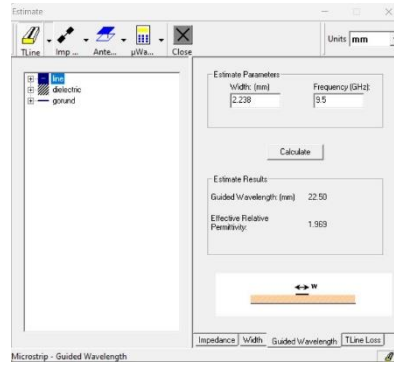 Estimate
TLine Imp ... Ante... µWa... Close
Units mm
line
dielectric
gorund
Estimate Parameters
Width: (mm) Frequency (GHz):
2.238 9.5
Calculate
Estimate Results
Guided Wavelength: (mm) 22.50
Effective Relative
Permittivity: 1.969
w
Impedance Width Guided Wavelength TLine Loss
Microstrip - Guided Wavelength